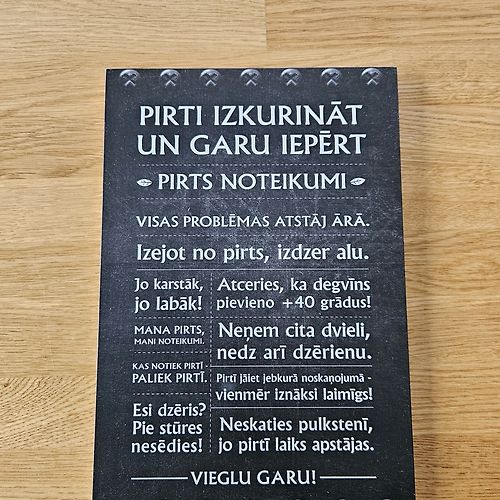 PIRTI IZKURINĀT
UN GARU IEPĒRT
PIRTS NOTEIKUMI
VISAS PROBLĒMAS ATSTĀJ ĀRĀ.
Izejot no pirts, izdzer alu.
Jo karstāk,
jo labāk!
Atceries, ka degvīns
pievieno +40 grādus!
MANA PIRTS,
MANI NOTEIKUMI.
Neņem cita dvieli,
nedz arī dzērienu.
KAS NOTIEK PIRTĪ -
PALIEK PIRTĪ.
Pirtī jāiet jebkurā noskaņojumā -
vienmēr iznāksi laimīgs!
Esi dzēris?
Pie stūres
nesēdies!
Neskaties pulkstenī,
jo pirtī laiks apstājas.
VIEGLU GARU!